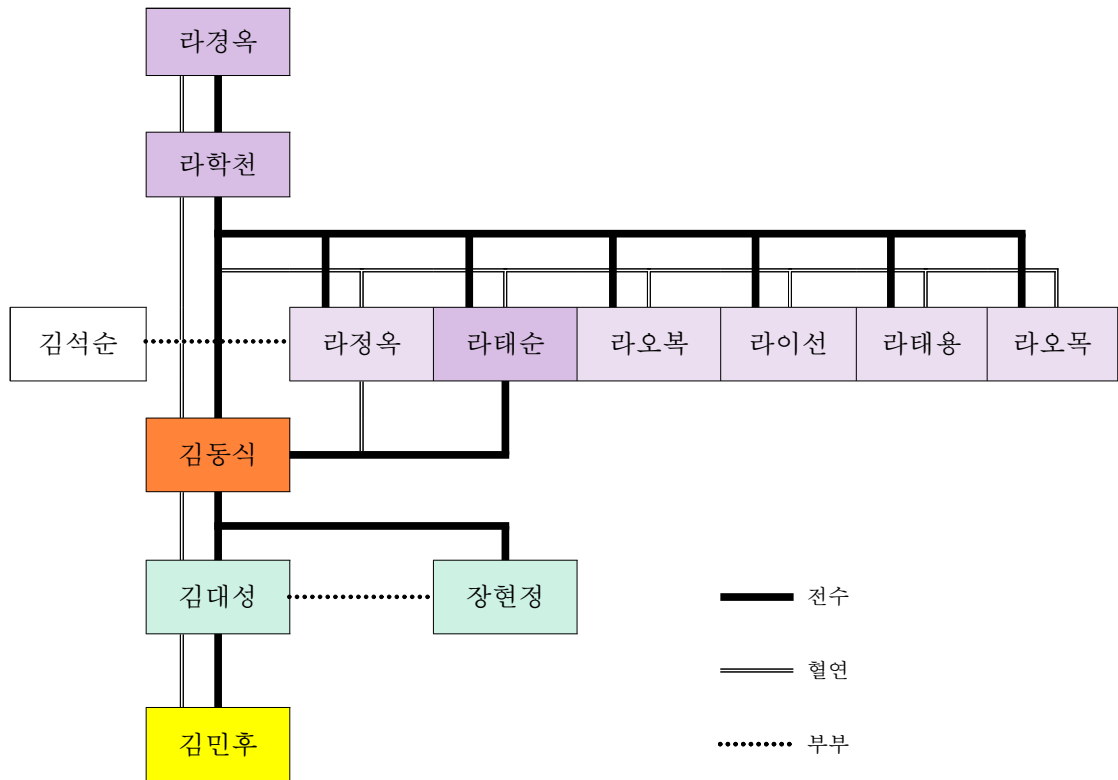 라경옥
라학천
김석순
라정옥 라태순 라오복 라이선 라태용 라오목
김동식
김대성 장현정
전수
혈연
김민후
부부